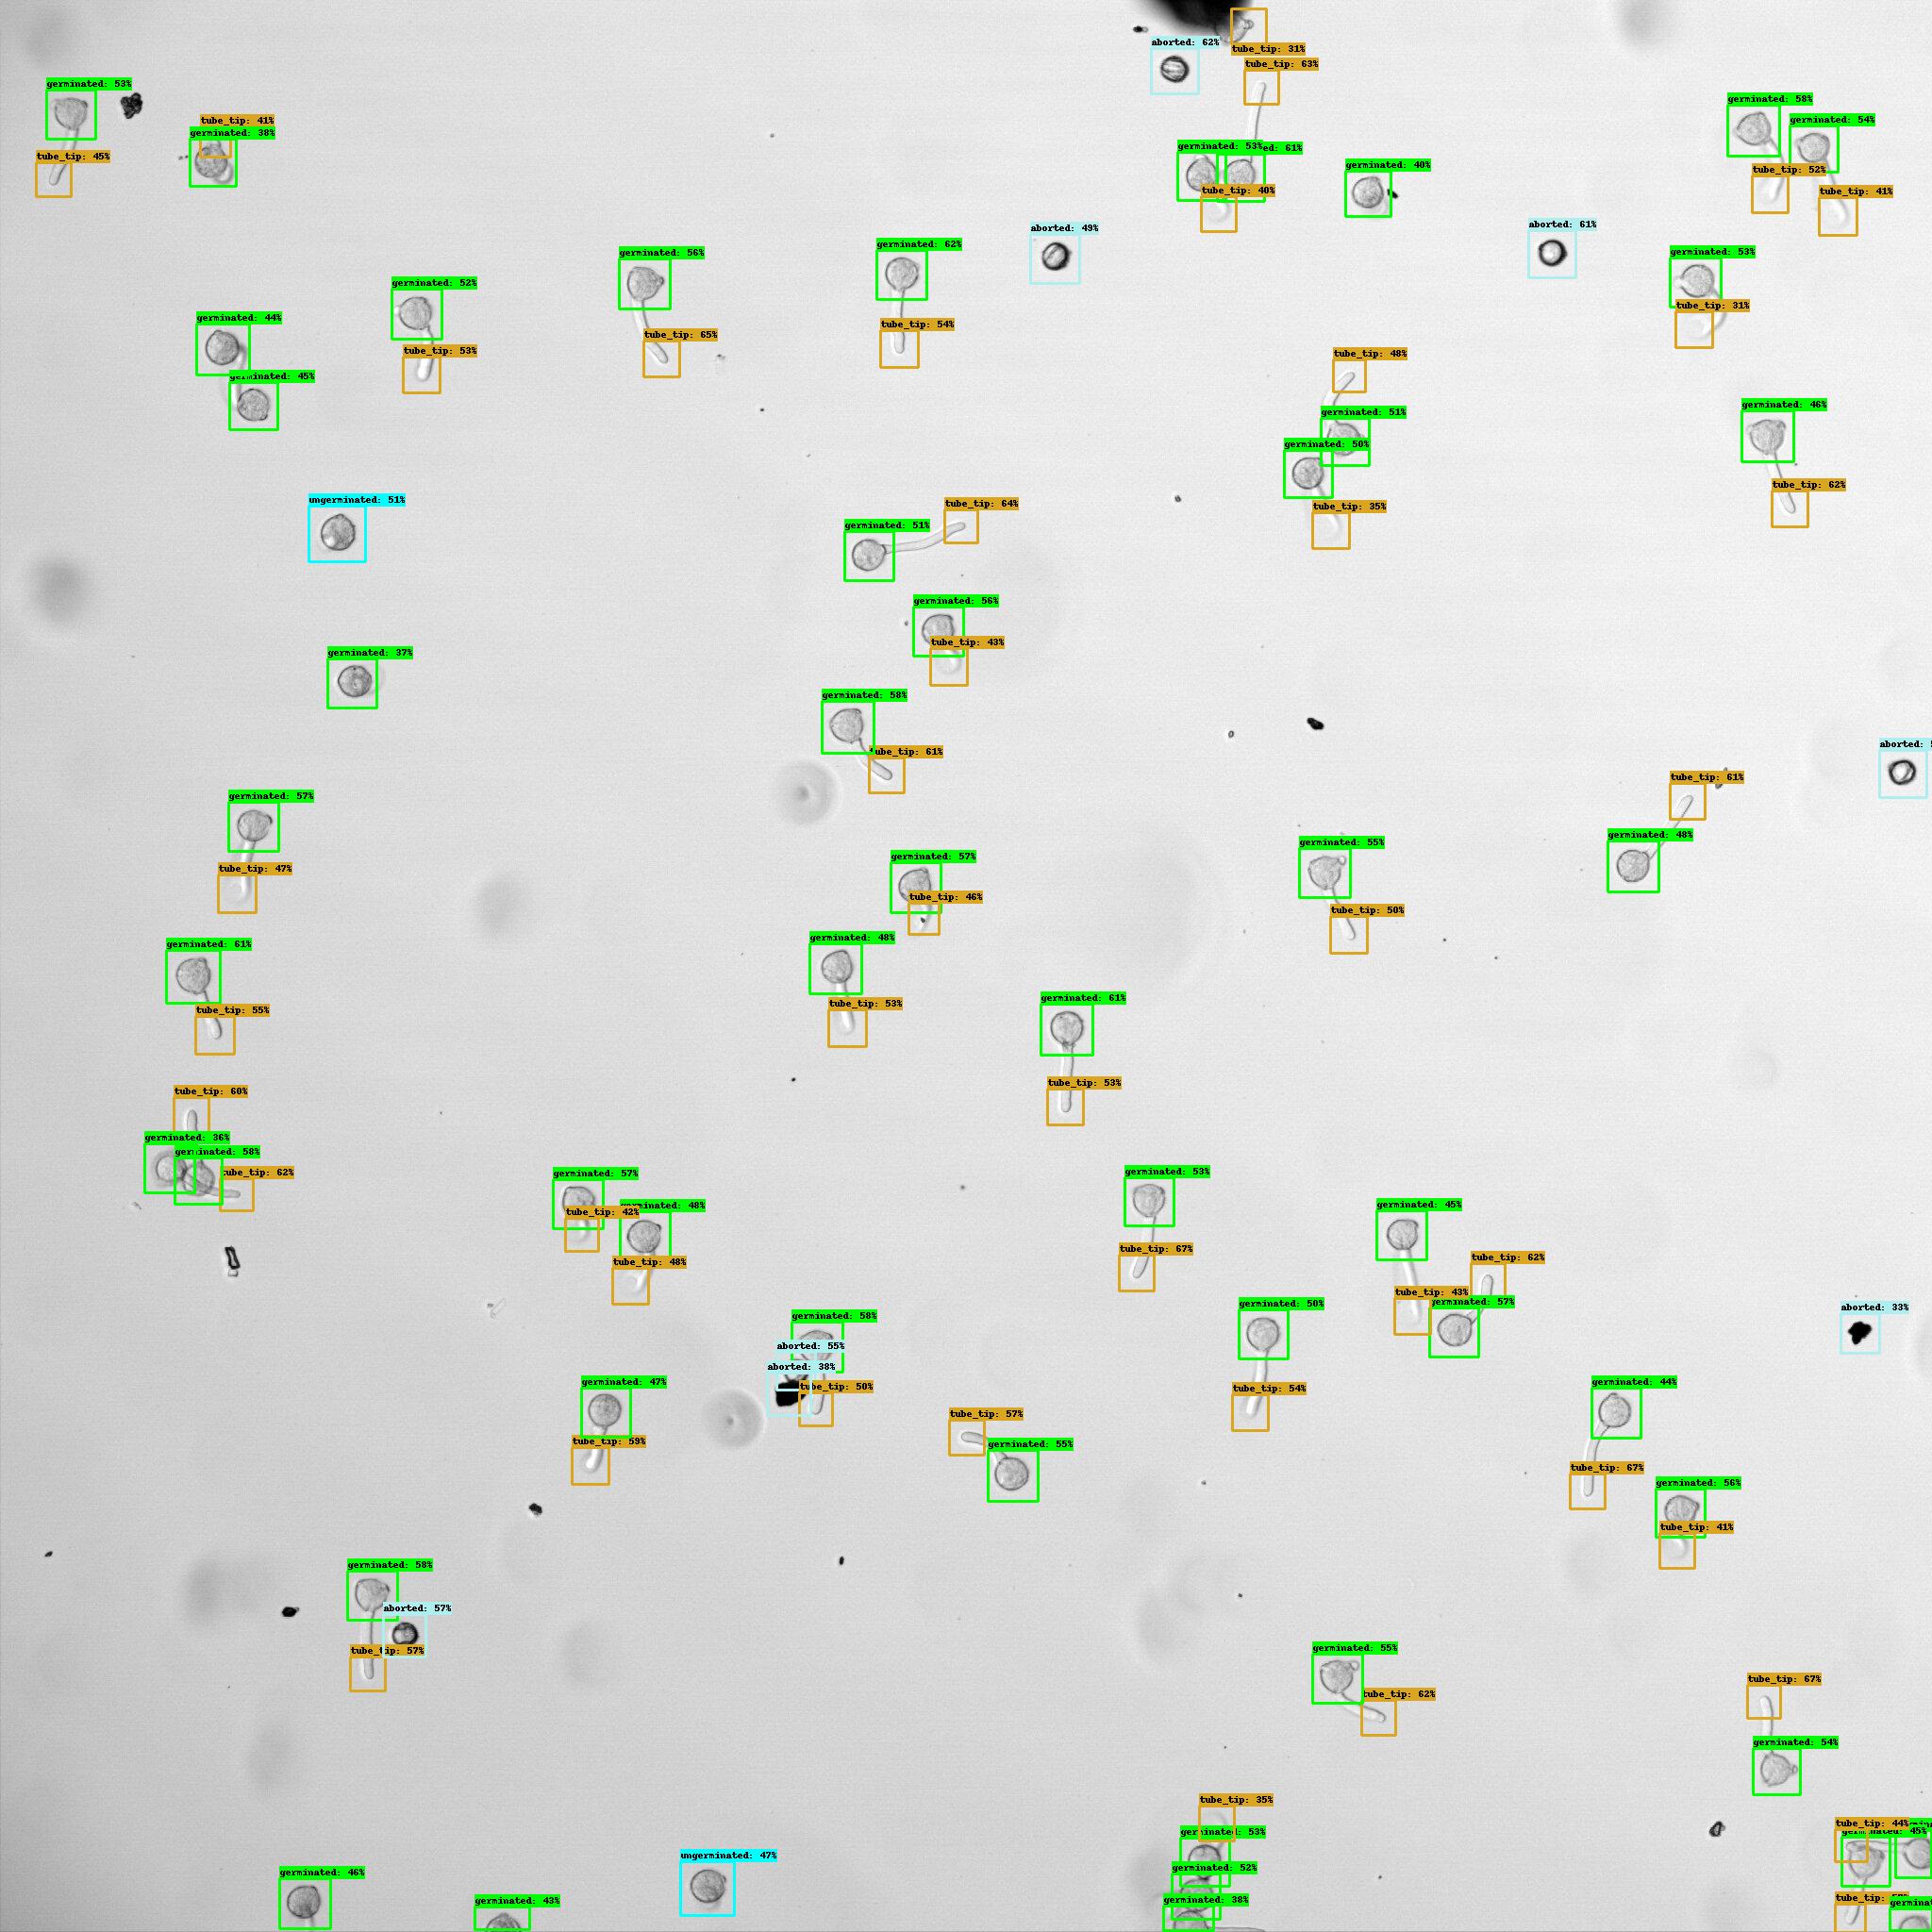 aborted: 62%
tube_tip: 31%
tube_tip: 63%
germinated: 53%
tube_tip: 41%
germinated: 38%
tube_tip: 45%
germinated: 53%
ed: 61%
tube_tip: 40%
germinated: 40%
germinated: 58%
germinated: 54%
tube_tip: 52%
tube_tip: 41%
aborted: 49%
aborted: 61%
germinated: 62%
germinated: 56%
germinated: 53%
germinated: 52%
tube_tip: 31%
germinated: 44%
tube_tip: 54%
tube_tip: 65%
tube_tip: 53%
tube_tip: 48%
germinated: 45%
germinated: 46%
germinated: 51%
germinated: 50%
tube_tip: 62%
ungerminated: 51%
tube_tip: 64%
tube_tip: 35%
germinated: 51%
germinated: 56%
tube_tip: 43%
germinated: 37%
germinated: 58%
aborted:
tube_tip: 61%
tube_tip: 61%
germinated: 57%
germinated: 48%
germinated: 55%
germinated: 57%
tube_tip: 47%
tube_tip: 46%
tube_tip: 50%
germinated: 48%
germinated: 61%
germinated: 61%
tube_tip: 53%
tube_tip: 55%
tube_tip: 53%
tube_tip: 60%
germinated: 36%
germinated: 58%
tube_tip: 62%
germinated: 57%
germinated: 53%
germinated: 48%
tube_tip: 42%
germinated: 45%
tube_tip: 67%
tube_tip: 62%
tube_tip: 48%
tube_tip: 43%
germinated: 57%
germinated: 50%
aborted: 33%
germinated: 58%
aborted: 55%
aborted: 38%
germinated: 47%
tube_tip: 50%
tube_tip: 54%
germinated: 44%
tube_tip: 57%
tube_tip: 59%
germinated: 55%
tube_tip: 67%
germinated: 56%
tube_tip: 41%
germinated: 58%
aborted: 57%
tube_tip: 57%
germinated: 55%
tube_tip: 62%
tube_tip: 67%
germinated: 54%
tube_tip: 35%
tube_tip: 44%
germinated: 53%
germinated: 45%
ungerminated: 47%
germinated: 52%
germinated: 46%
germinated: 38%
germinated: 43%
tube_tip:
germina